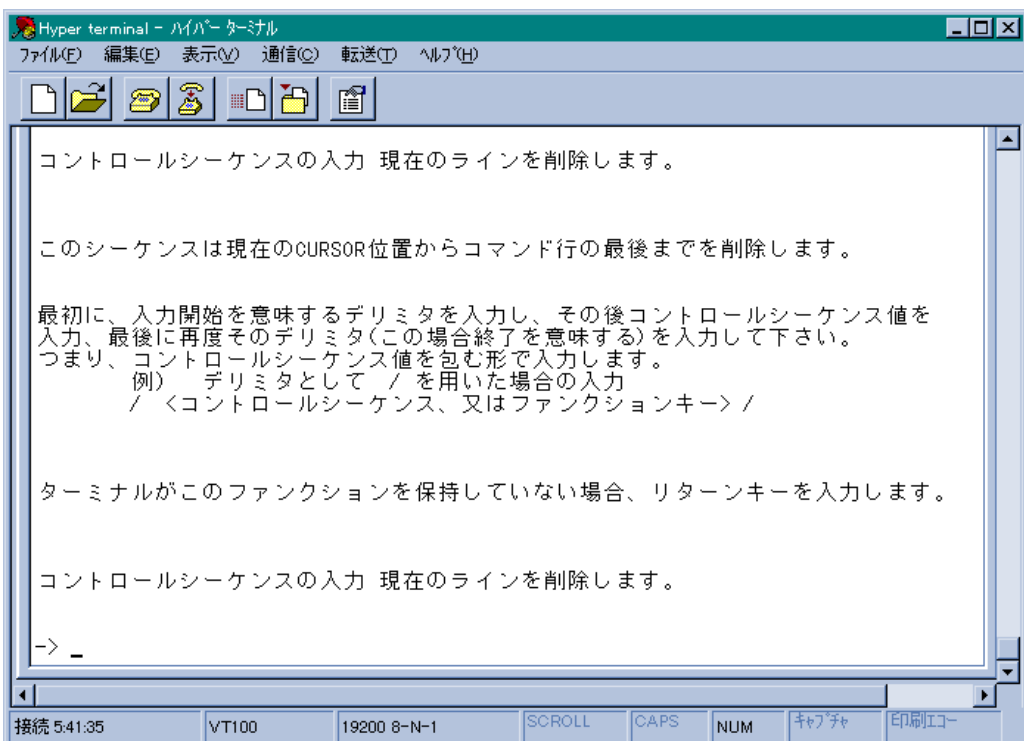 Hyper terminal - ﾊｲﾊﾟｰ ﾀｰﾐﾅﾙ
ﾌｧｲﾙ(F) 編集(E) 表示(V) 通信(C) 転送(T) ﾍﾙﾌﾟ(H)
コントロールシーケンスの入力 現在のラインを削除します。
このシーケンスは現在のCURSOR位置からコマンド行の最後までを削除します。
最初に、入力開始を意味するデリミタを入力し、その後コントロールシーケンス値を
入力、最後に再度そのデリミタ(この場合終了を意味する)を入力して下さい。
つまり、コントロールシーケンス値を包む形で入力します。
例) デリミタとして / を用いた場合の入力
/ <コントロールシーケンス、又はファンクションキー> /
ターミナルがこのファンクションを保持していない場合、リターンキーを入力します。
コントロールシーケンスの入力 現在のラインを削除します。
-> _
接続 5:41:35 VT100 19200 8-N-1 SCROLL CAPS NUM ｷｬﾌﾟﾁｬ 印刷ｴｺｰ